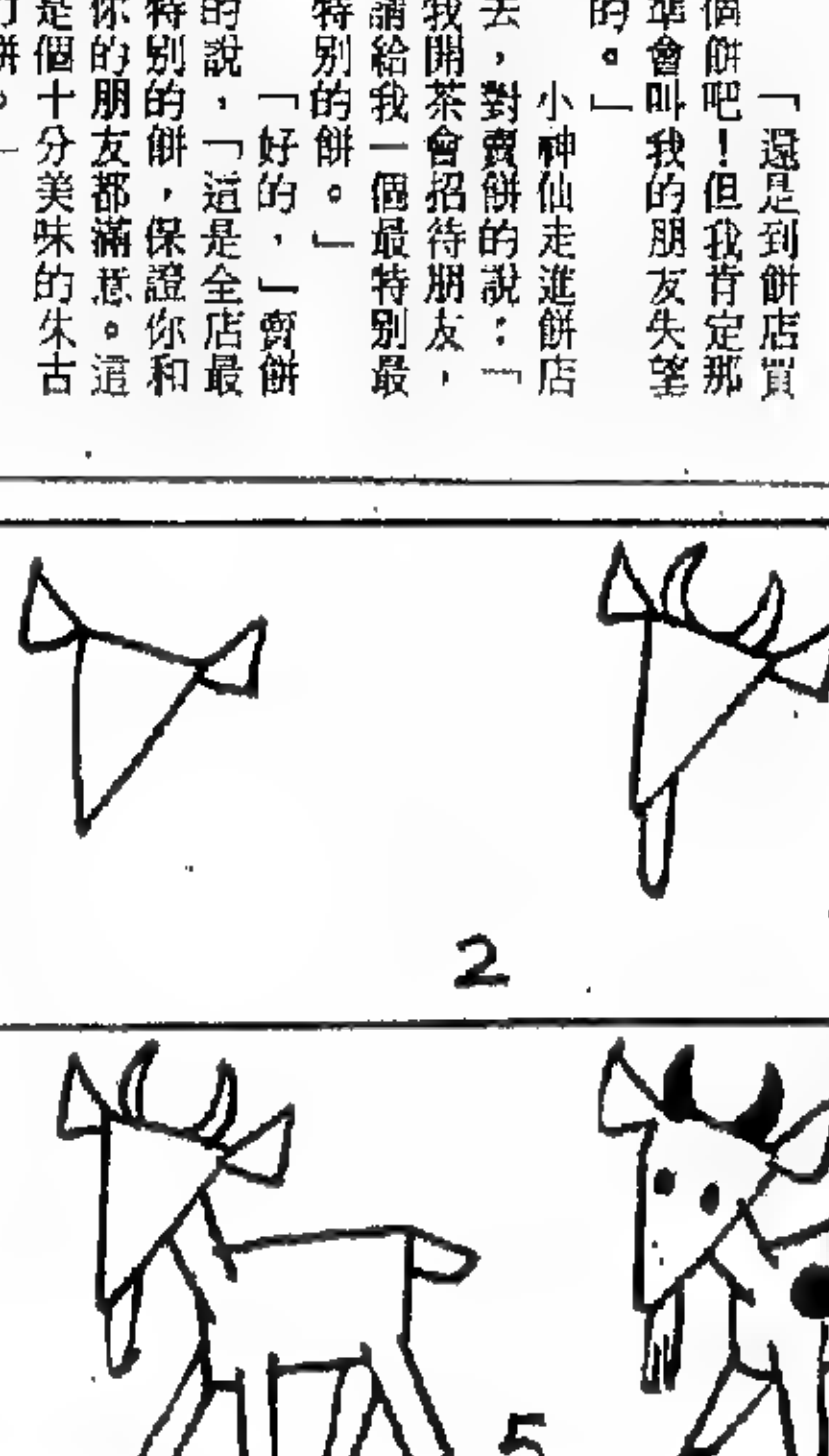 「還是到餅店買
個餅吧!但我肯定那
準會叫我的朋友失望
的。」
小神仙走進餅店
去,對賣餅的說:「
我開茶會招待朋友,
請給我一個最特別最
特別的餅。」
「好的,」賣餅
的說,「這是全店最
特別的餅,保證你和
你的朋友都滿意。這
是個十分美味的朱古
餅。」
2
5